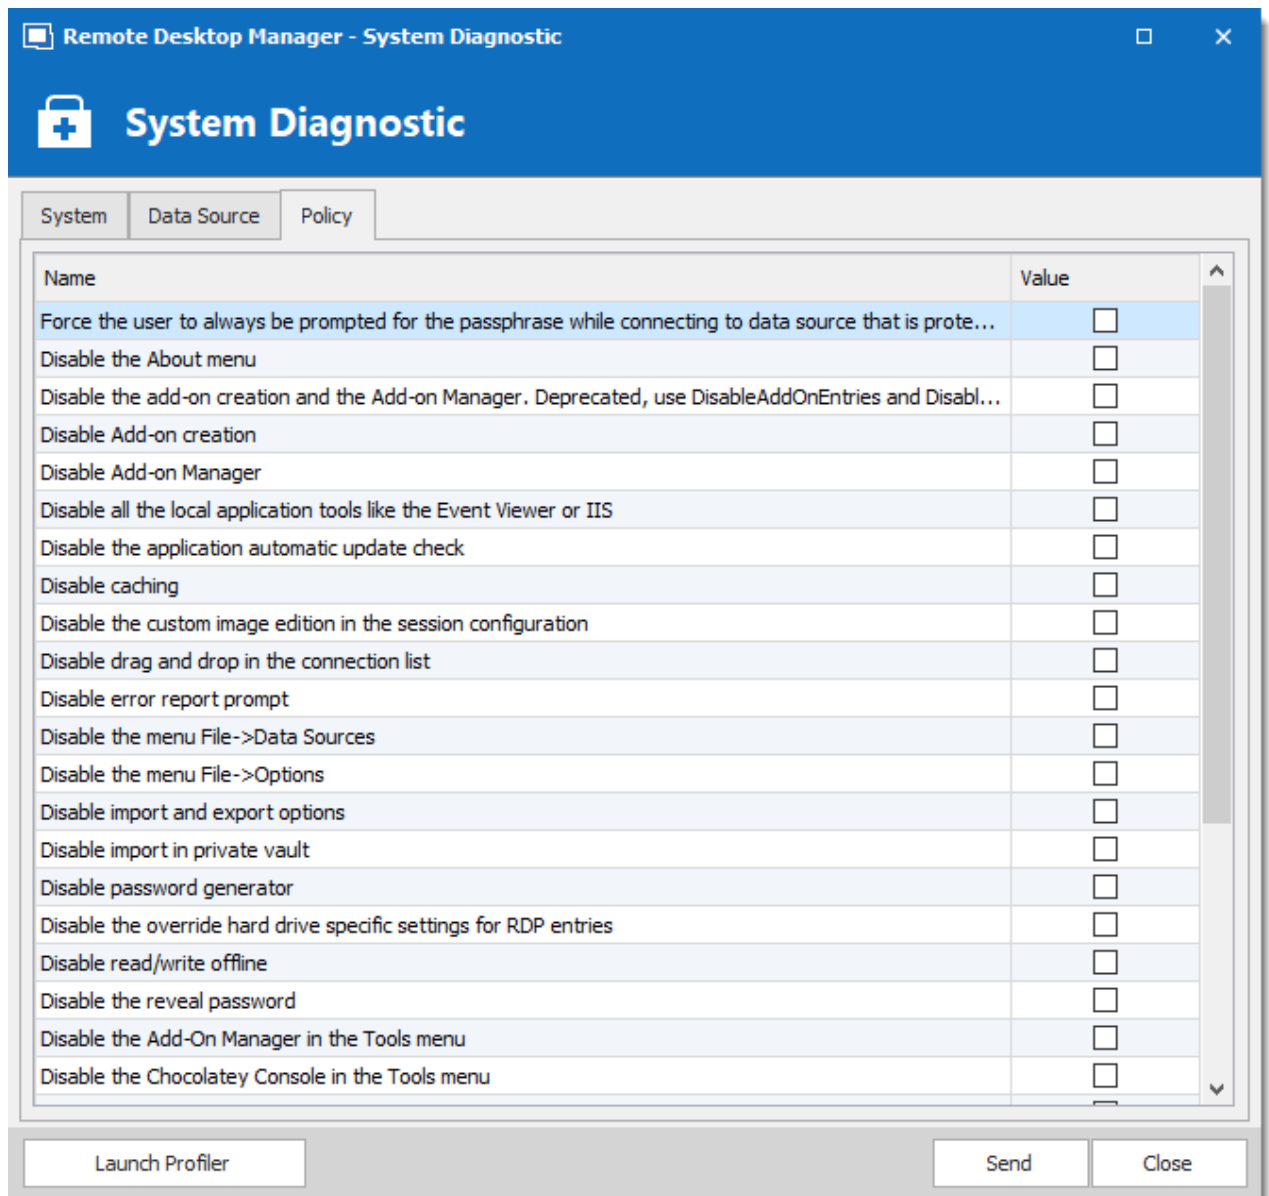 Remote Desktop Manager - System Diagnostic
System Diagnostic
System Data Source Policy
Name Value
Force the user to always be prompted for the passphrase while connecting to data source that is prote...
Disable the About menu
Disable the add-on creation and the Add-on Manager. Deprecated, use DisableAddOnEntries and Disabl...
Disable Add-on creation
Disable Add-on Manager
Disable all the local application tools like the Event Viewer or IIS
Disable the application automatic update check
Disable caching
Disable the custom image edition in the session configuration
Disable drag and drop in the connection list
Disable error report prompt
Disable the menu File->Data Sources
Disable the menu File->Options
Disable import and export options
Disable import in private vault
Disable password generator
Disable the override hard drive specific settings for RDP entries
Disable read/write offline
Disable the reveal password
Disable the Add-On Manager in the Tools menu
Disable the Chocolatey Console in the Tools menu
Launch Profiler Send Close